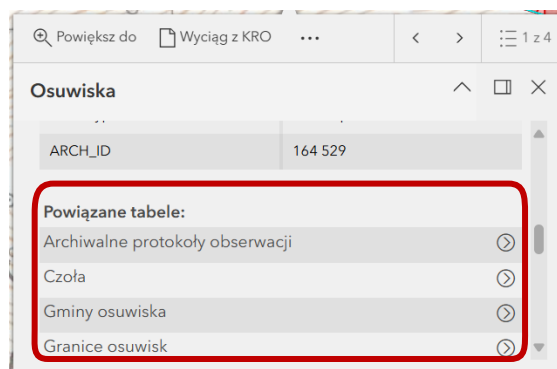 Powiększ do Wyciąg z KRO ... 1 z 4
Osuwiska
ARCH_ID 164 529
Powiązane tabele:
Archiwalne protokoły obserwacji
Czoła
Gminy osuwiska
Granice osuwisk